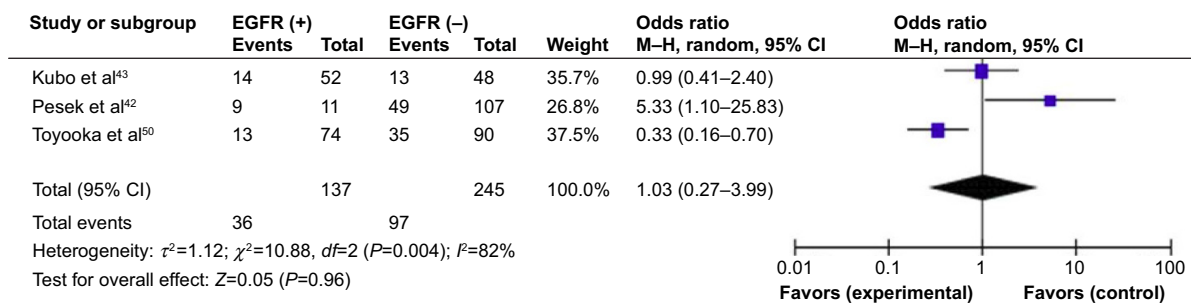 Study or subgroup EGFR (+) EGFR (–) Odds ratio Odds ratio
Events Total Events Total Weight M–H, random, 95% CI M–H, random, 95% CI
Kubo et al⁴³ 14 52 13 48 35.7% 0.99 (0.41–2.40)
Pesek et al⁴² 9 11 49 107 26.8% 5.33 (1.10–25.83)
Toyooka et al⁵⁰ 13 74 35 90 37.5% 0.33 (0.16–0.70)
Total (95% CI) 137 245 100.0% 1.03 (0.27–3.99)
Total events 36 97
Heterogeneity: τ²=1.12; χ²=10.88, df=2 (P=0.004); I²=82%
Test for overall effect: Z=0.05 (P=0.96)
0.01 0.1 1 10 100
Favors (experimental) Favors (control)